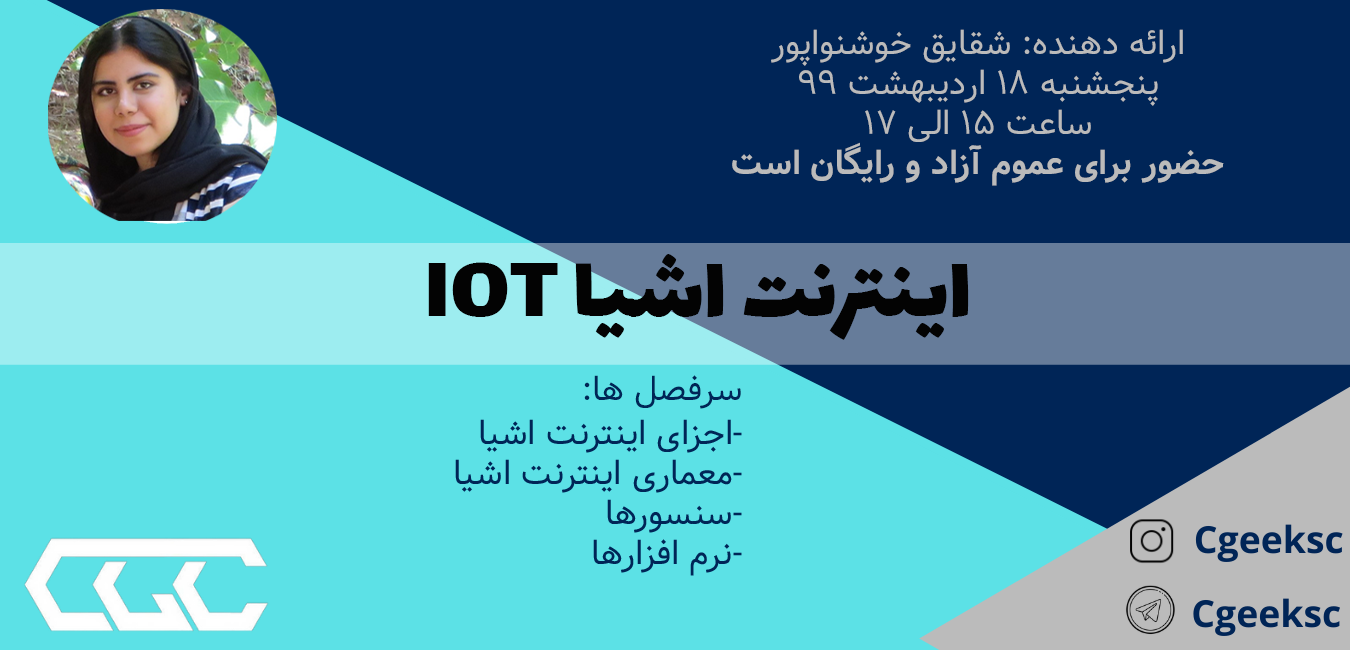 ارائه دهنده: شقایق خوشنواپور
پنجشنبه ۱۸ اردیبهشت ۹۹
ساعت ۱۵ الی ۱۷
حضور برای عموم آزاد و رایگان است
اینترنت اشیا IOT
سرفصل ها:
-اجزای اینترنت اشیا
-معماری اینترنت اشیا
-سنسورها
-نرم افزارها
CGC
Cgeeksc
Cgeeksc